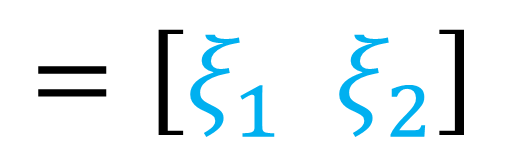 = [ξ₁ ξ₂]